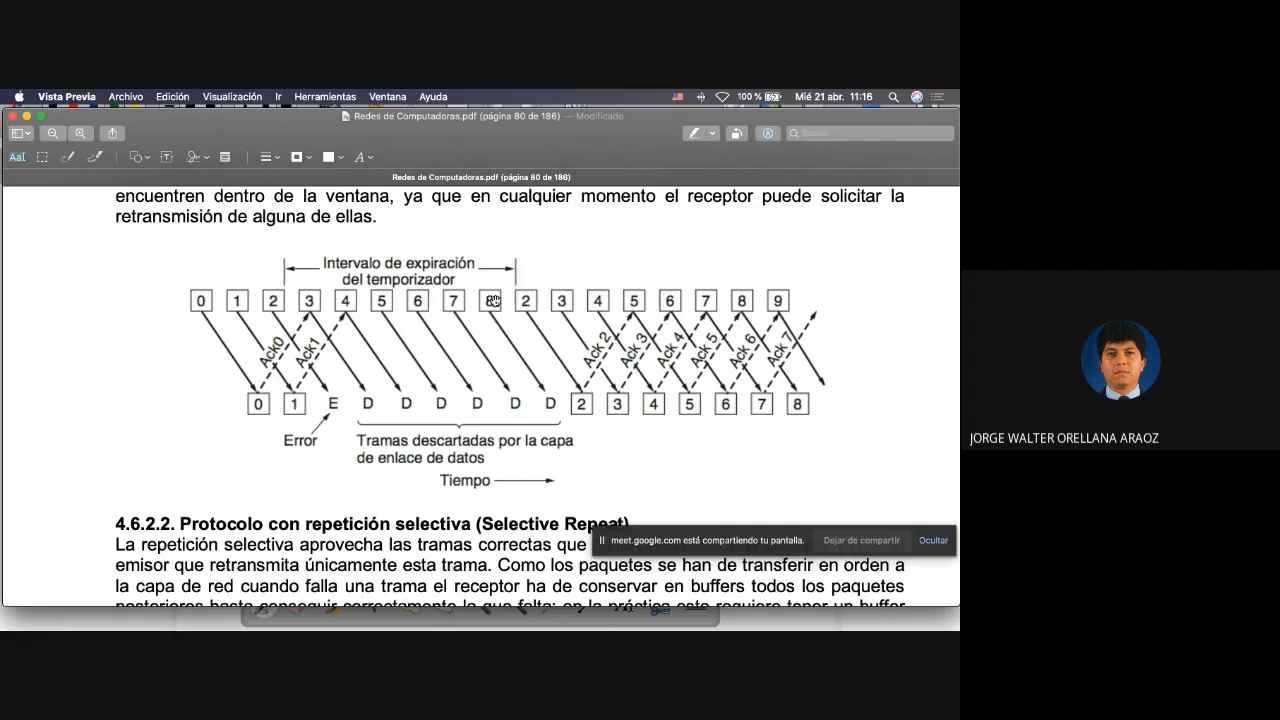 Vista Previa Archivo Edición Visualización Ir Herramientas Ventana Ayuda 100 % Mié 21 abr. 11:16
Redes de Computadoras.pdf (página 80 de 186) — Modificado
Buscar
Redes de Computadoras.pdf (página 80 de 186)
encuentren dentro de la ventana, ya que en cualquier momento el receptor puede solicitar la
retransmisión de alguna de ellas.
Intervalo de expiración
del temporizador
0 1 2 3 4 5 6 7 8 2 3 4 5 6 7 8 9
Ack0 Ack1 Ack 2 Ack 3 Ack 4 Ack 5 Ack 6 Ack 7
0 1 E D D D D D D 2 3 4 5 6 7 8
Error
Tramas descartadas por la capa
de enlace de datos
Tiempo
4.6.2.2. Protocolo con repetición selectiva (Selective Repeat)
La repetición selectiva aprovecha las tramas correctas que
meet.google.com está compartiendo tu pantalla. Dejar de compartir Ocultar
emisor que retransmita únicamente esta trama. Como los paquetes se han de transferir en orden a
la capa de red cuando falla una trama el receptor ha de conservar en buffers todos los paquetes
JORGE WALTER ORELLANA ARAOZ